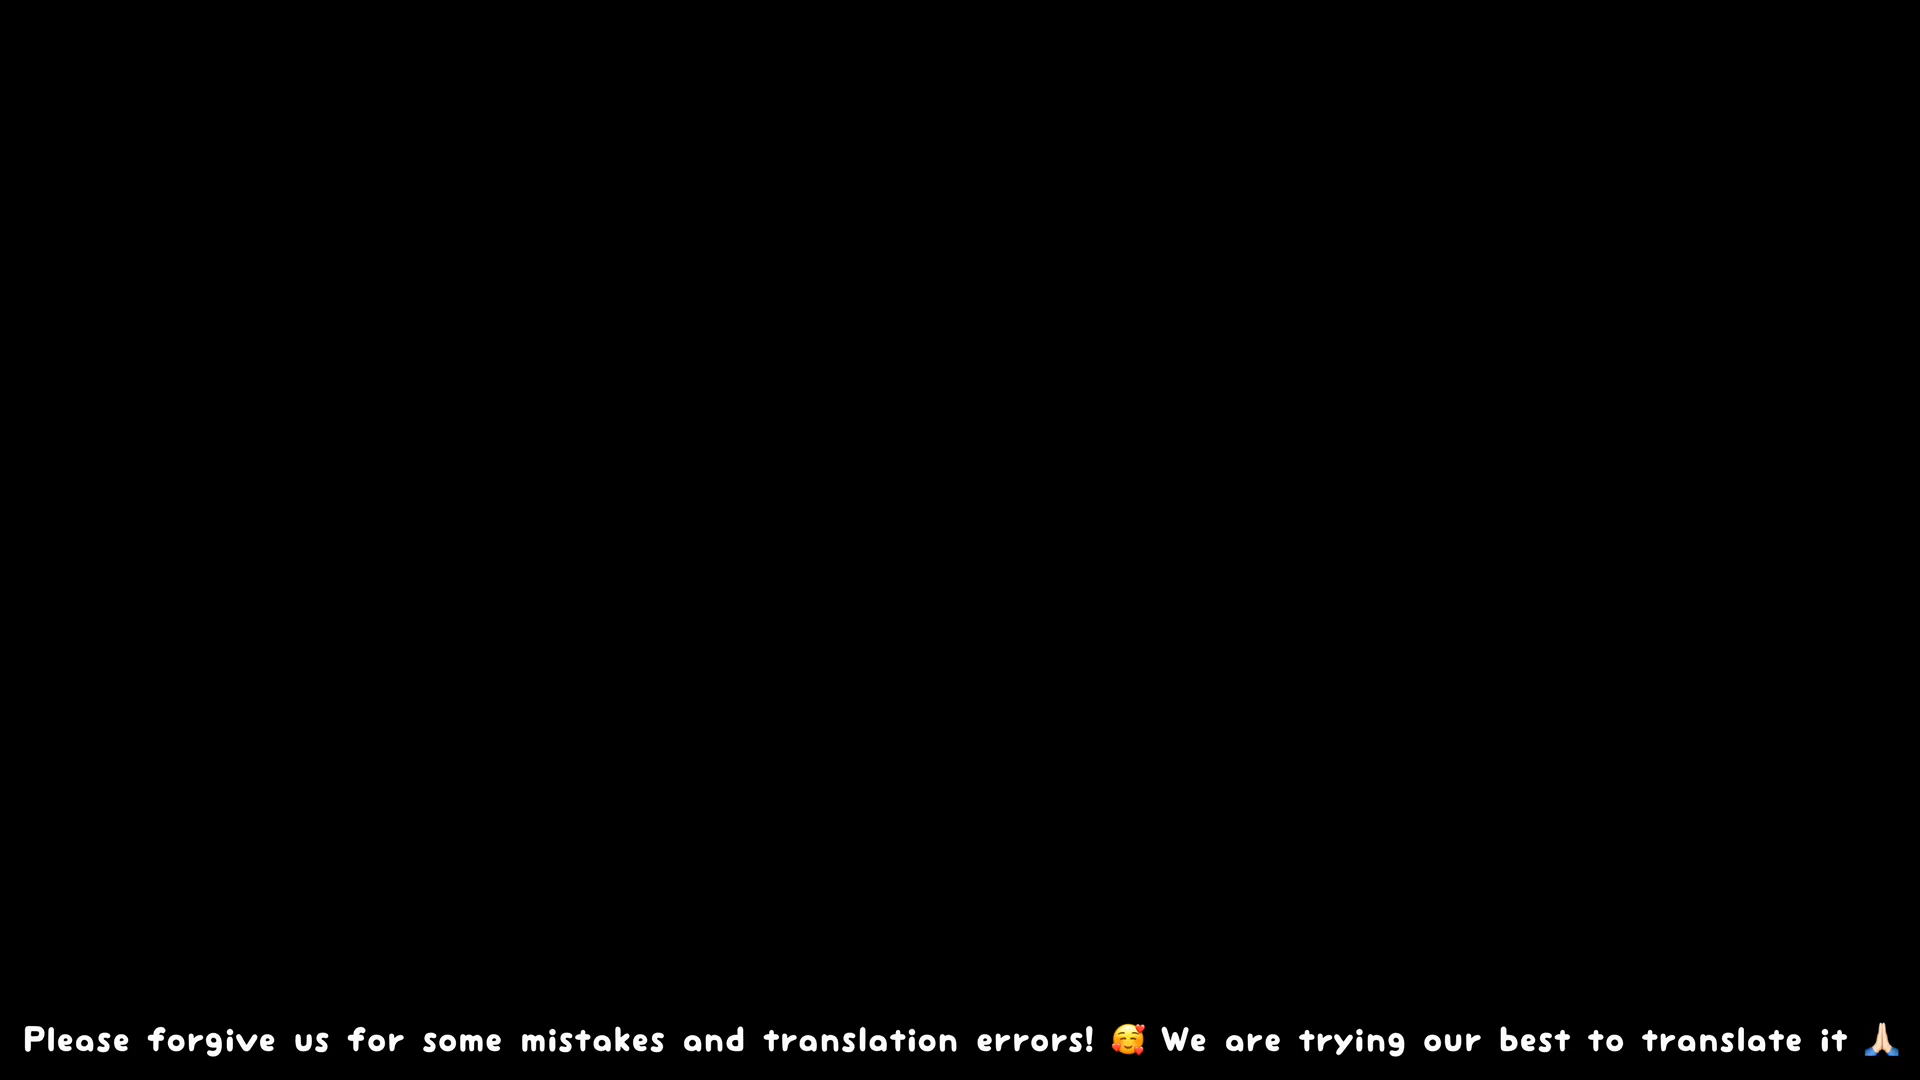 Please forgive us for some mistakes and translation errors! 🥰 We are trying our best to translate it 🙏🏻